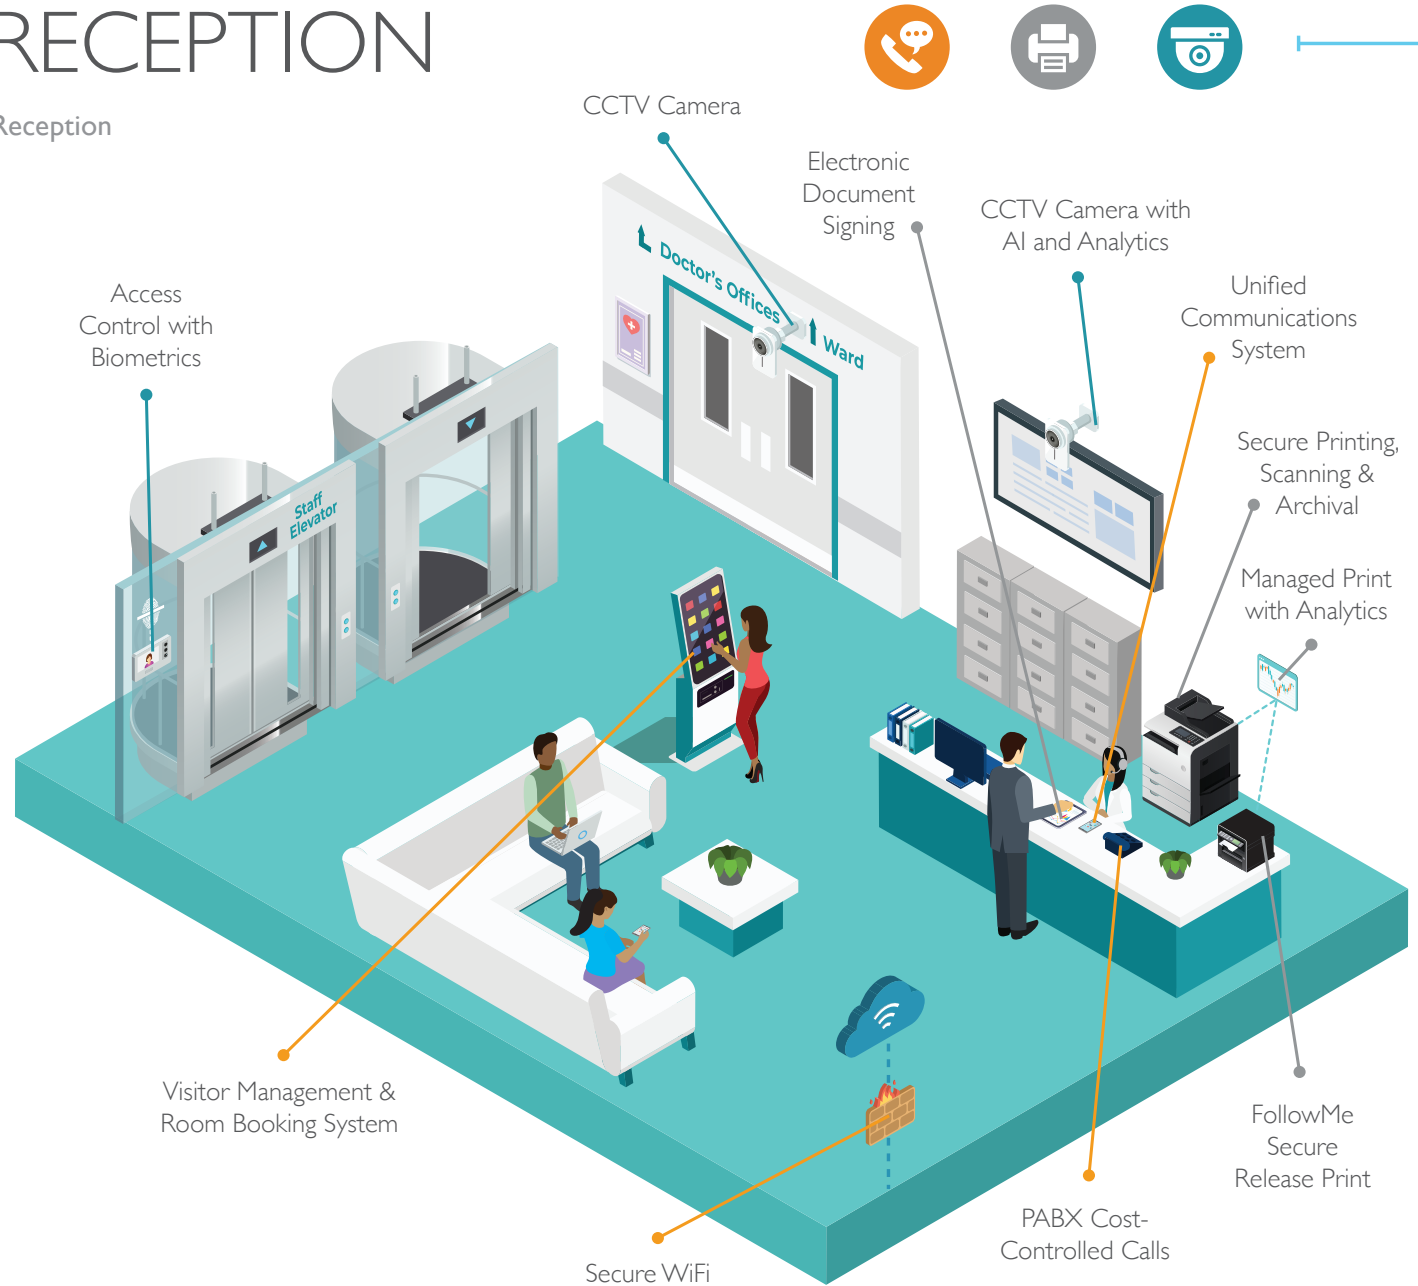 RECEPTION
Reception
CCTV Camera
Electronic
Document
Signing
CCTV Camera with
AI and Analytics
Unified
Communications
System
Access
Control with
Biometrics
Doctor's Offices
Ward
Secure Printing,
Scanning &
Archival
Staff
Elevator
Managed Print
with Analytics
Visitor Management &
Room Booking System
FollowMe
Secure
Release Print
PABX Cost-
Controlled Calls
Secure WiFi